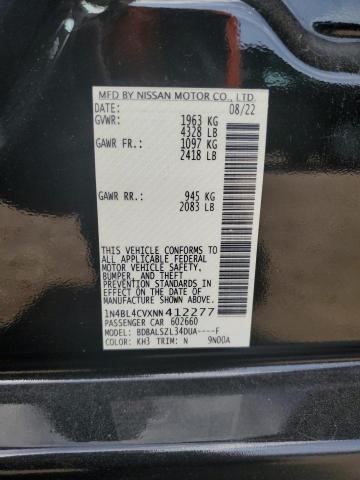 MFD BY NISSAN MOTOR CO., LTD.
DATE: 08/22
GVWR: 1963 KG
4328 LB
GAWR FR.: 1097 KG
2418 LB
GAWR RR.: 945 KG
2083 LB
THIS VEHICLE CONFORMS TO
ALL APPLICABLE FEDERAL
MOTOR VEHICLE SAFETY,
BUMPER, AND THEFT PREVENTION
STANDARDS IN EFFECT ON THE
DATE OF MANUFACTURE
SHOWN ABOVE.
1N4BL4CVXNN412277
PASSENGER CAR 602660
MODEL: BDBALSZL34DUA----F
COLOR: KH3 TRIM: N 9N00A